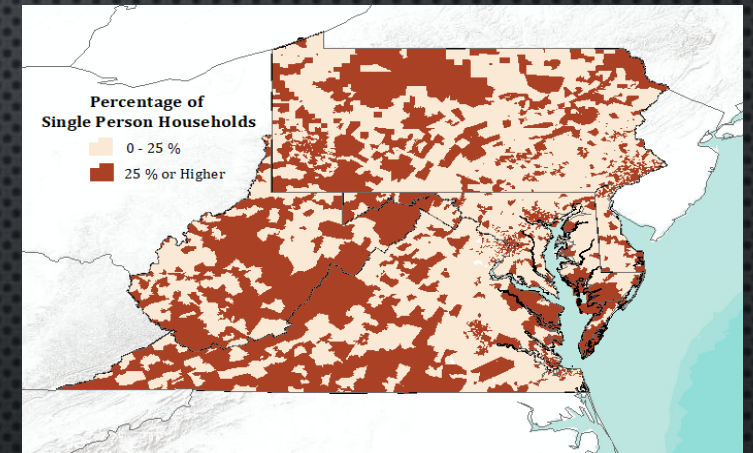 Percentage of
Single Person Households
0 - 25 %
25 % or Higher